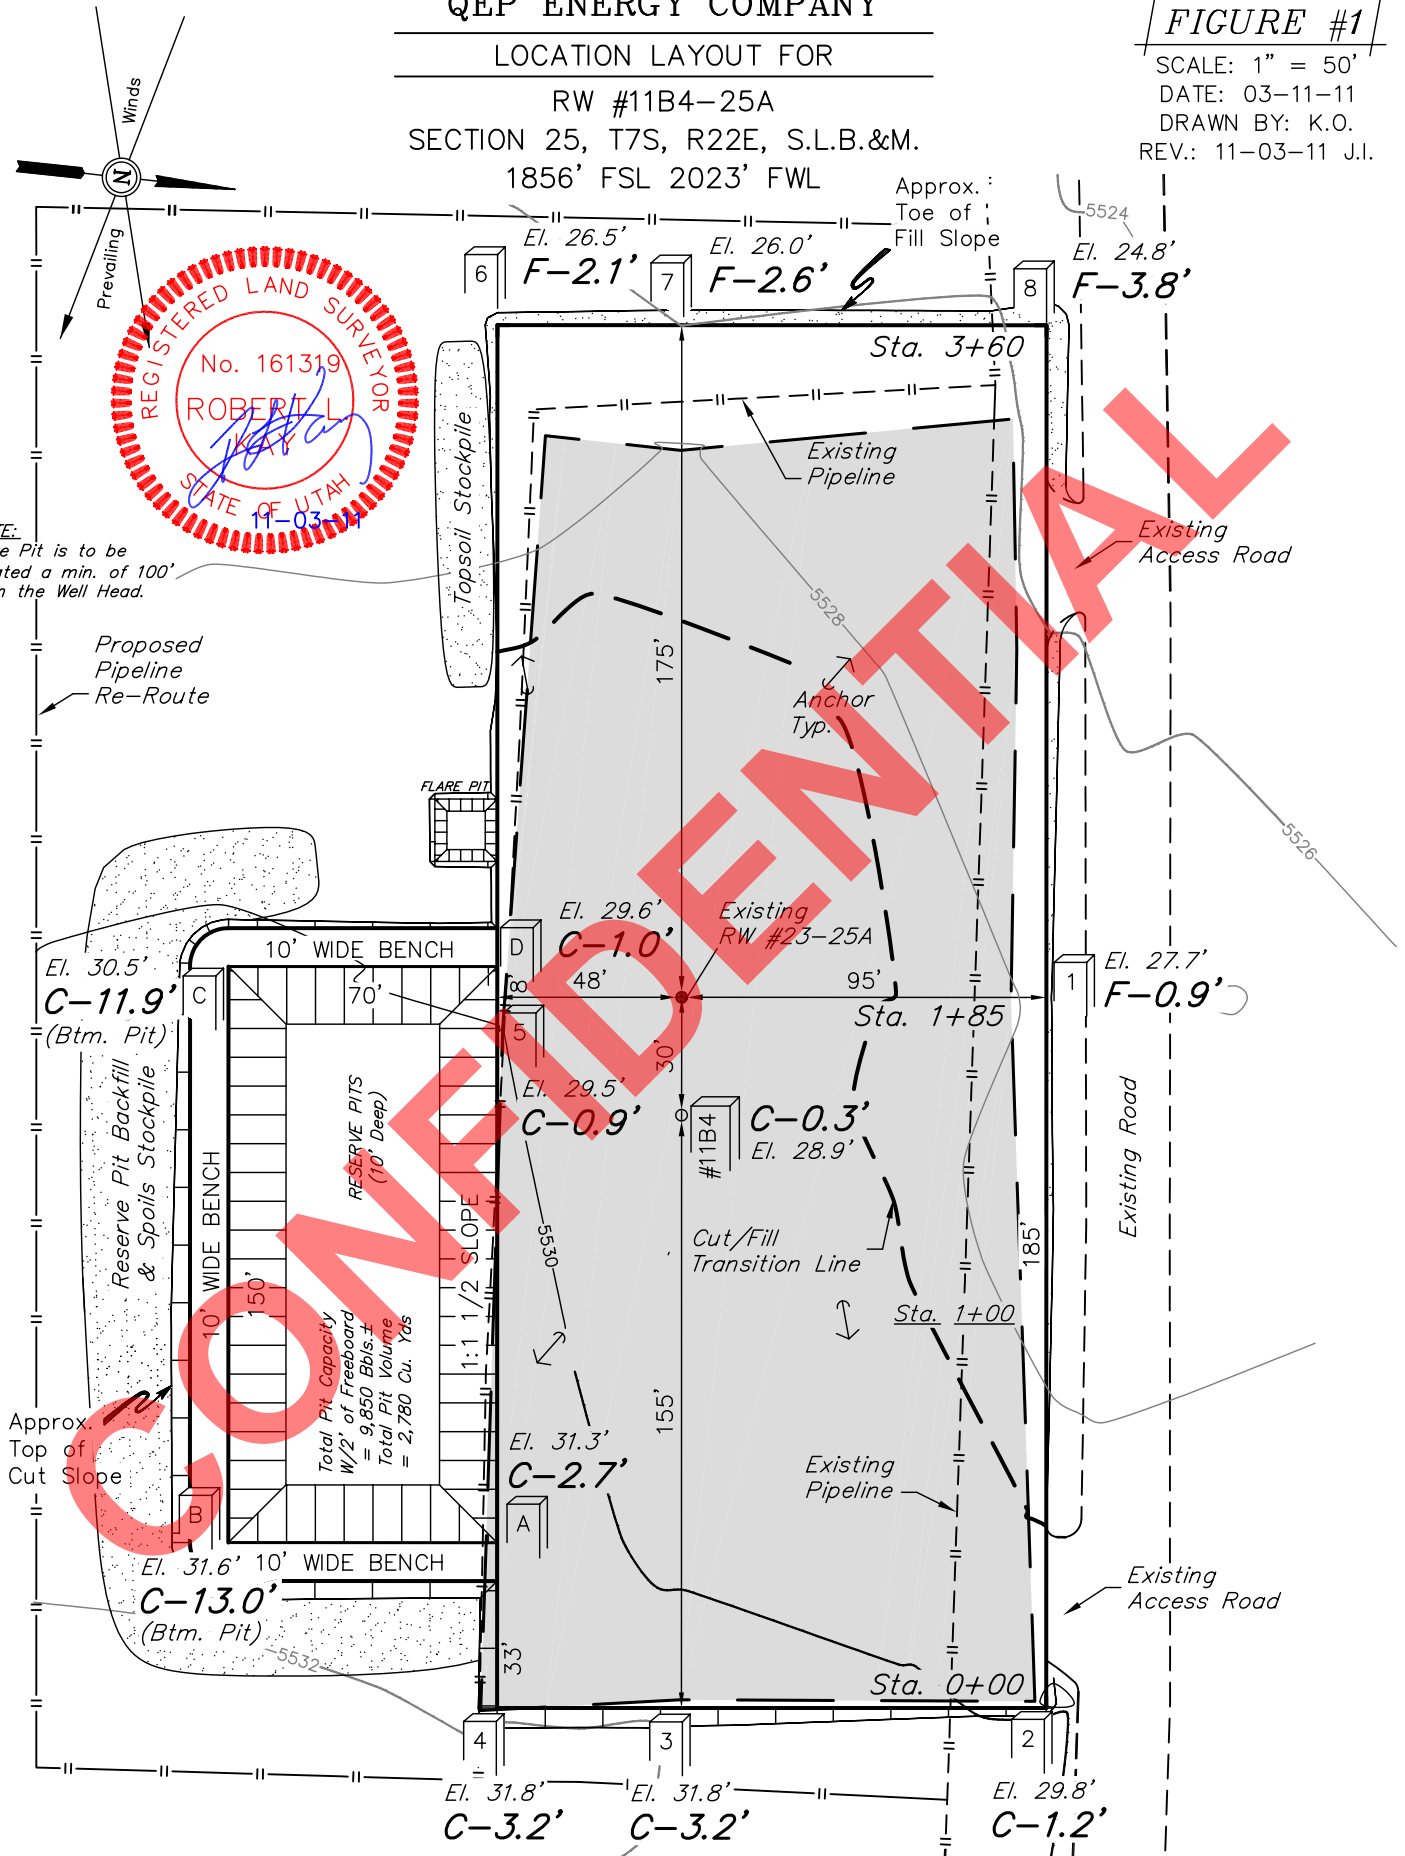 QEP ENERGY COMPANY
LOCATION LAYOUT FOR
RW #11B4-25A
SECTION 25, T7S, R22E, S.L.B.&M.
1856' FSL 2023' FWL
FIGURE #1
SCALE: 1" = 50'
DATE: 03-11-11
DRAWN BY: K.O.
REV.: 11-03-11 J.I.
Winds
N
Prevailing
REGISTERED LAND SURVEYOR
No. 161319
ROBERT L.
KAY
STATE OF UTAH
11-03-11
Pit is to be
a min. of 100'
the Well Head.
Proposed
Pipeline
Re-Route
Approx.
Toe of
Fill Slope
5524
6
El. 26.5'
F-2.1'
7
El. 26.0'
F-2.6'
8
El. 24.8'
F-3.8'
Sta. 3+60
Topsoil Stockpile
Existing
Pipeline
Existing
Access Road
5528
175'
Anchor
Typ.
FLARE PIT
5526
El. 29.6'
C-1.0'
D
Existing
RW #23-25A
10' WIDE BENCH
El. 30.5'
C-11.9'
(Btm. Pit)
C
70'
8'
48'
95'
1
El. 27.7'
F-0.9'
Sta. 1+85
5
30'
El. 29.5'
C-0.9'
#11B4
C-0.3'
El. 28.9'
Reserve Pit Backfill
& Spoils Stockpile
10' WIDE BENCH
150'
RESERVE PITS
(10' Deep)
1:1 1/2 SLOPE
Total Pit Capacity
W/2' of Freeboard
= 9,850 Bbls.±
Total Pit Volume
= 2,780 Cu. Yds
5530
Cut/Fill
Transition Line
185'
Existing Road
Sta. 1+00
155'
Approx.
Top of
Cut Slope
El. 31.3'
C-2.7'
A
Existing
Pipeline
B
El. 31.6'
C-13.0'
(Btm. Pit)
10' WIDE BENCH
Existing
Access Road
5532
33'
Sta. 0+00
4
3
2
El. 31.8'
C-3.2'
El. 31.8'
C-3.2'
El. 29.8'
C-1.2'
CONFIDENTIAL